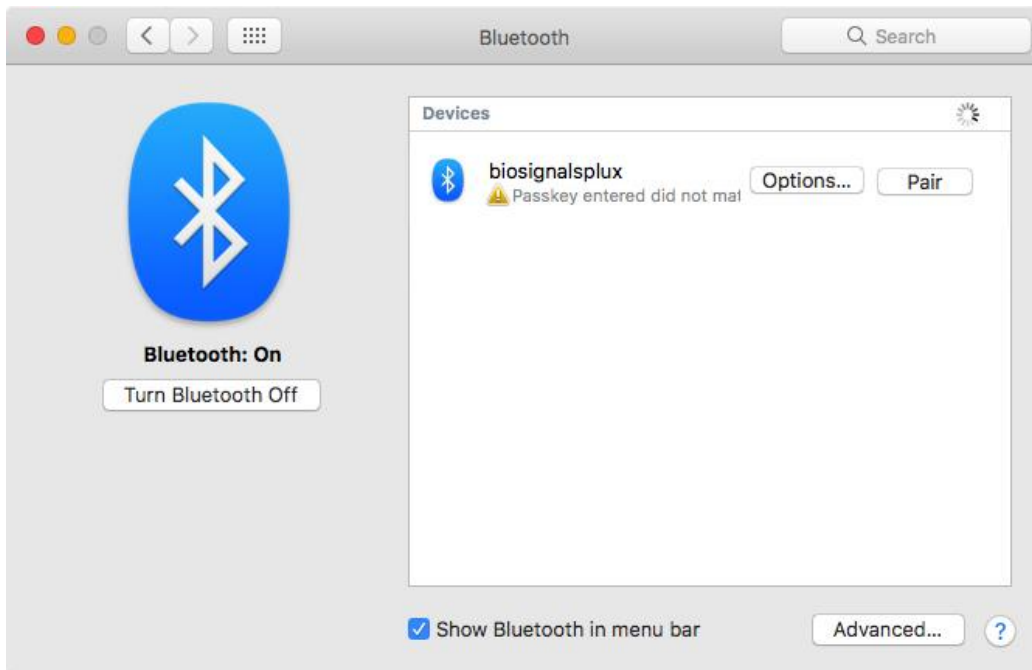 Bluetooth
Search
Devices
biosignalsplux
Passkey entered did not mat
Options...
Pair
Bluetooth: On
Turn Bluetooth Off
Show Bluetooth in menu bar
Advanced...
?